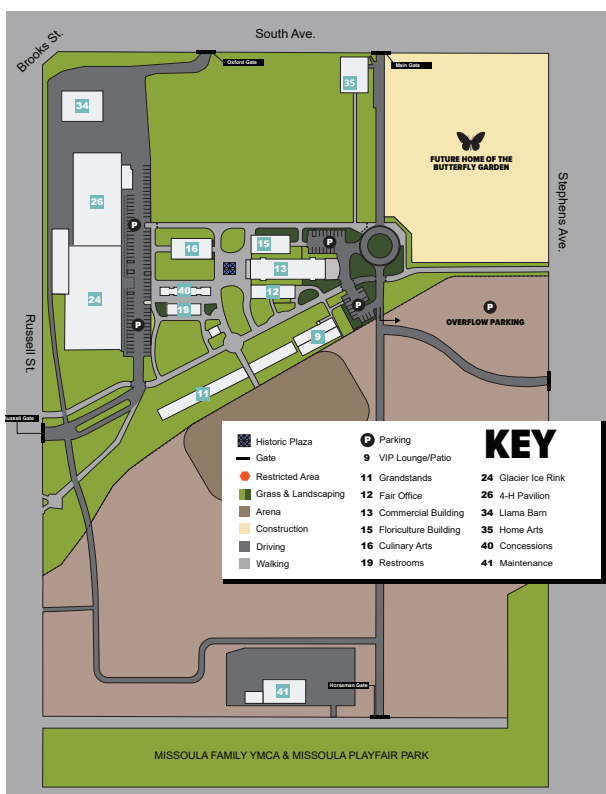 South Ave.
Brooks St.
Oxford Gate
Main Gate
35
34
FUTURE HOME OF THE
BUTTERFLY GARDEN
26
Stephens Ave.
P
P
15
16
13
40
12
19
24
P
P
OVERFLOW PARKING
P
9
Russell St.
11
Russell Gate
KEY
Historic Plaza
Gate
Restricted Area
Grass & Landscaping
Arena
Construction
Driving
Walking
P Parking
9 VIP Lounge/Patio
11 Grandstands
12 Fair Office
13 Commercial Building
15 Floriculture Building
16 Culinary Arts
19 Restrooms
24 Glacier Ice Rink
26 4-H Pavilion
34 Llama Barn
35 Home Arts
40 Concessions
41 Maintenance
Horseman Gate
41
MISSOULA FAMILY YMCA & MISSOULA PLAYFAIR PARK